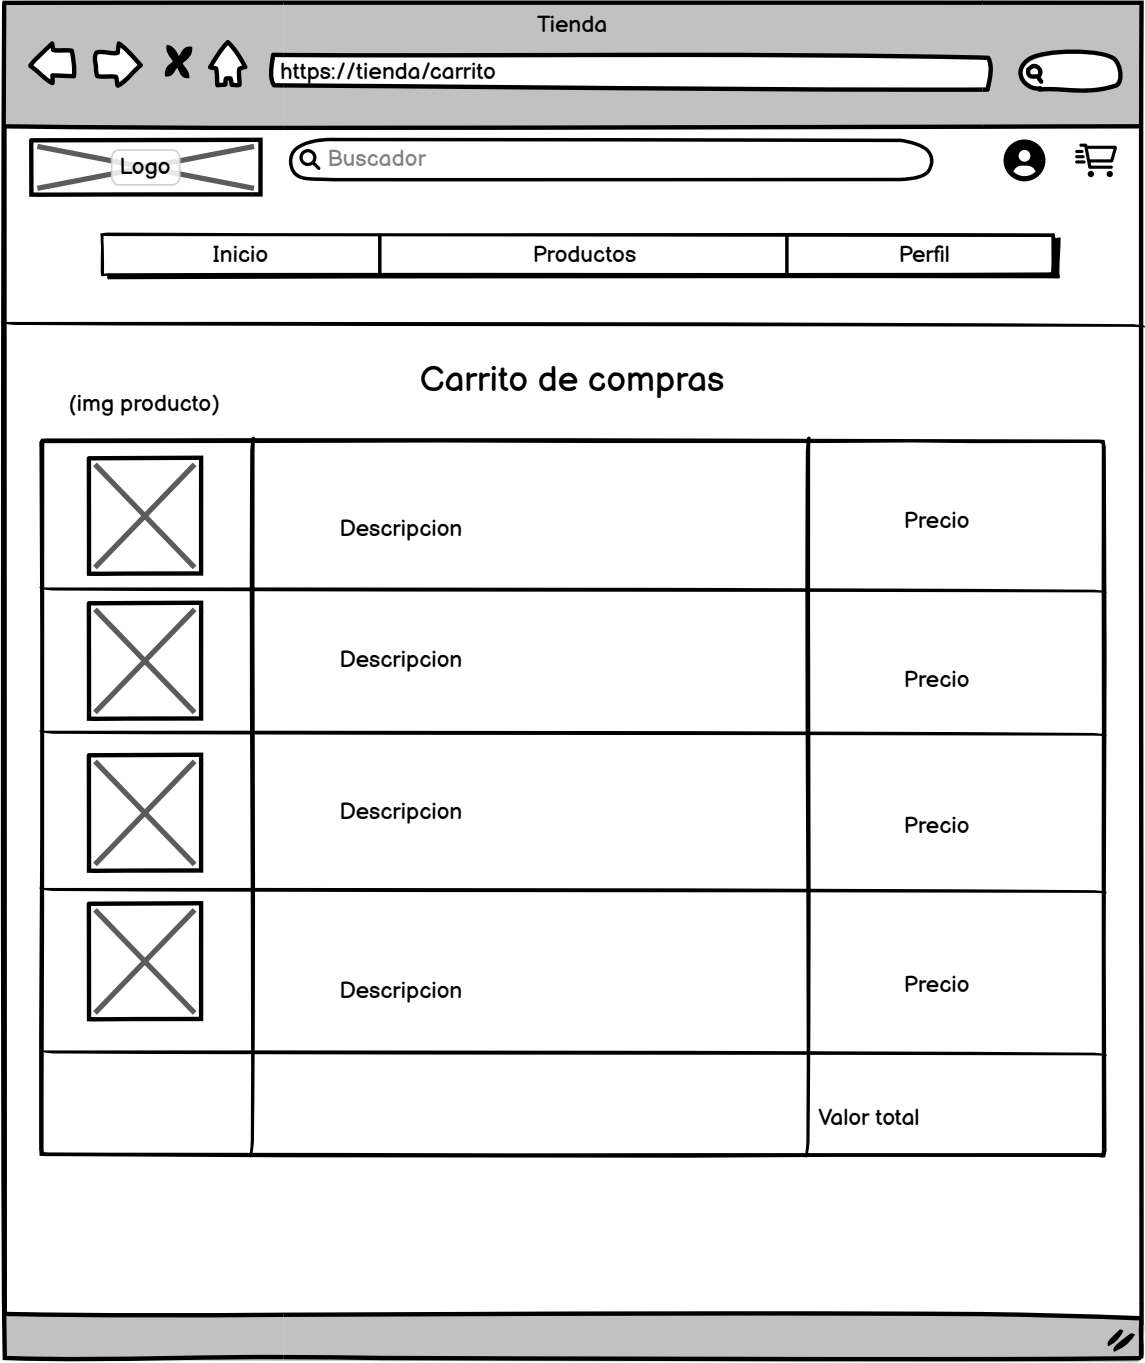 Tienda
https://tienda/carrito
Logo
Buscador
Inicio
Productos
Perfil
Carrito de compras
(img producto)
Descripcion
Precio
Descripcion
Precio
Descripcion
Precio
Descripcion
Precio
Valor total